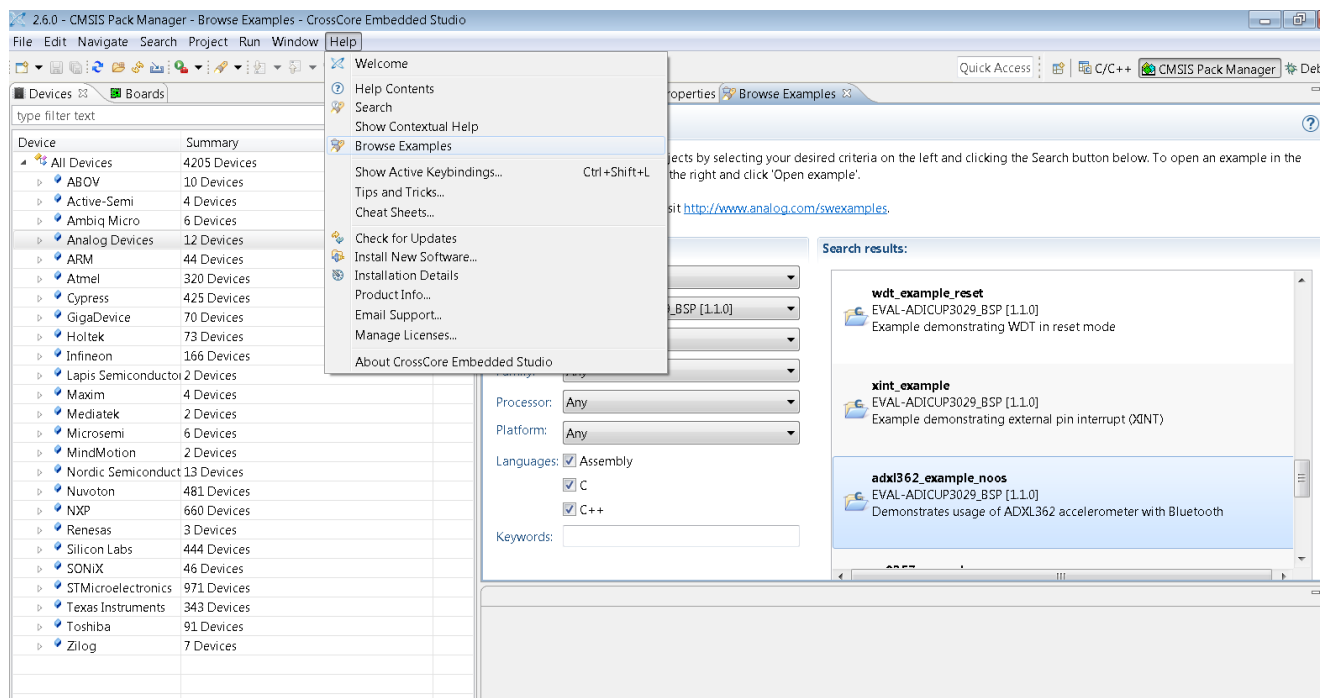 2.6.0 - CMSIS Pack Manager - Browse Examples - CrossCore Embedded Studio
File Edit Navigate Search Project Run Window Help
Quick Access C/C++ CMSIS Pack Manager Deb
Devices Boards
type filter text
Device Summary
All Devices 4205 Devices
ABOV 10 Devices
Active-Semi 4 Devices
Ambiq Micro 6 Devices
Analog Devices 12 Devices
ARM 44 Devices
Atmel 320 Devices
Cypress 425 Devices
GigaDevice 70 Devices
Holtek 73 Devices
Infineon 166 Devices
Lapis Semiconductor 2 Devices
Maxim 4 Devices
Mediatek 2 Devices
Microsemi 6 Devices
MindMotion 2 Devices
Nordic Semiconduct 13 Devices
Nuvoton 481 Devices
NXP 660 Devices
Renesas 3 Devices
Silicon Labs 444 Devices
SONiX 46 Devices
STMicroelectronics 971 Devices
Texas Instruments 343 Devices
Toshiba 91 Devices
Zilog 7 Devices
Welcome
Help Contents
Search
Show Contextual Help
Browse Examples
Show Active Keybindings... Ctrl+Shift+L
Tips and Tricks...
Cheat Sheets...
Check for Updates
Install New Software...
Installation Details
Product Info...
Email Support...
Manage Licenses...
About CrossCore Embedded Studio
operties Browse Examples
jects by selecting your desired criteria on the left and clicking the Search button below. To open an example in the
the right and click 'Open example'.
sit http://www.analog.com/swexamples.
_BSP [1.1.0]
Processor: Any
Platform: Any
Languages: Assembly
C
C++
Keywords:
Search results:
wdt_example_reset
EVAL-ADICUP3029_BSP [1.1.0]
Example demonstrating WDT in reset mode
xint_example
EVAL-ADICUP3029_BSP [1.1.0]
Example demonstrating external pin interrupt (XINT)
adxl362_example_noos
EVAL-ADICUP3029_BSP [1.1.0]
Demonstrates usage of ADXL362 accelerometer with Bluetooth